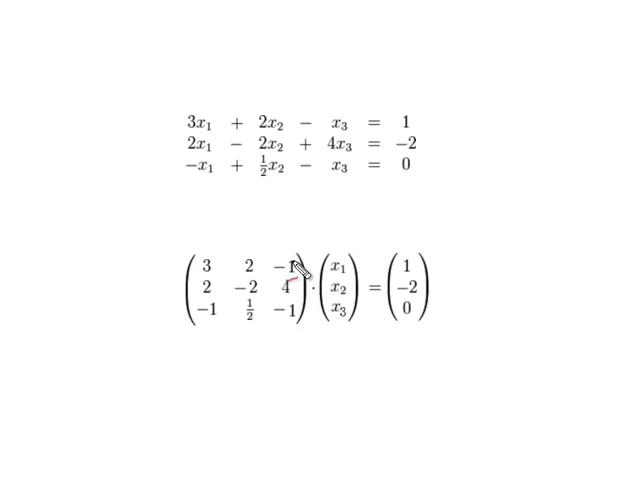 3x₁ + 2x₂ − x₃ = 1
2x₁ − 2x₂ + 4x₃ = −2
−x₁ + ½x₂ − x₃ = 0
(3 2 −1) (x₁) = (1)
(2 −2 4) · (x₂) = (−2)
(−1 ½ −1) (x₃) (0)